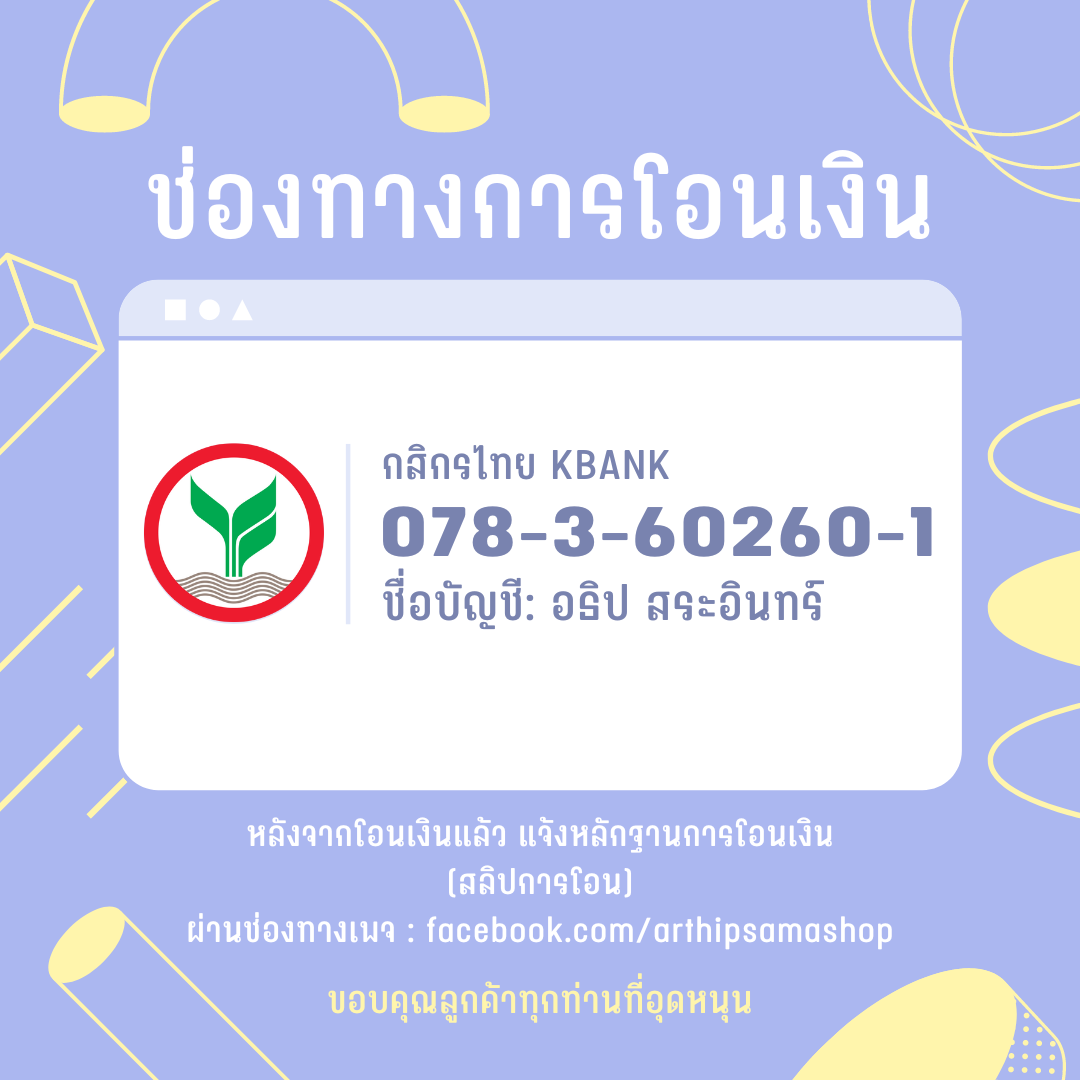 ช่องทางการโอนเงิน
กสิกรไทย KBANK
078-3-60260-1
ชื่อบัญชี: อธิป สระอินทร์
หลังจากโอนเงินแล้ว แจ้งหลักฐานการโอนเงิน
(สลิปการโอน)
ผ่านช่องทางเพจ : facebook.com/arthipsamashop
ขอบคุณลูกค้าทุกท่านที่อุดหนุน